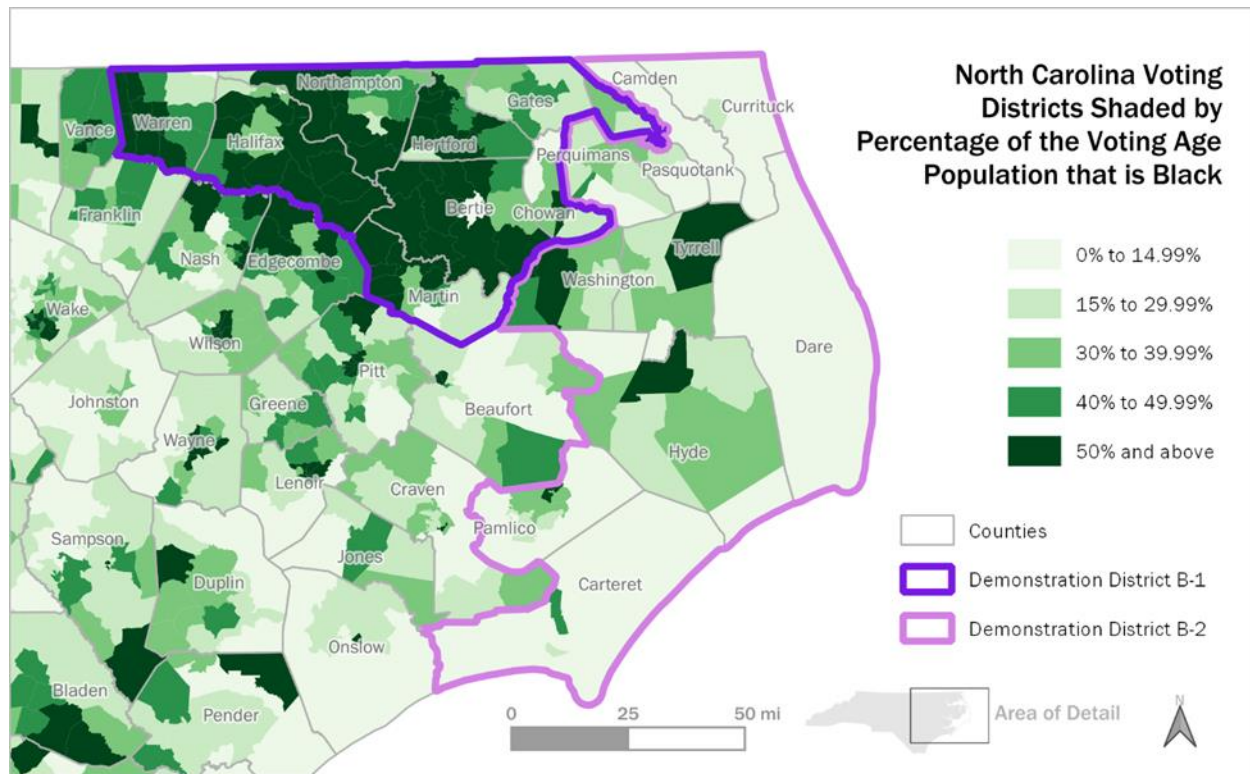 North Carolina Voting
Districts Shaded by
Percentage of the Voting Age
Population that is Black
0% to 14.99%
15% to 29.99%
30% to 39.99%
40% to 49.99%
50% and above
Counties
Demonstration District B-1
Demonstration District B-2
Area of Detail
N
0 25 50 mi
Northampton
Camden
Currituck
Gates
Vance
Warren
Halifax
Hertford
Perquimans
Pasquotank
Franklin
Bertie
Chowan
Nash
Edgecombe
Tyrrell
Washington
Martin
Wake
Wilson
Dare
Pitt
Johnston
Greene
Beaufort
Wayne
Hyde
Lenoir
Craven
Pamlico
Sampson
Jones
Duplin
Carteret
Onslow
Bladen
Pender